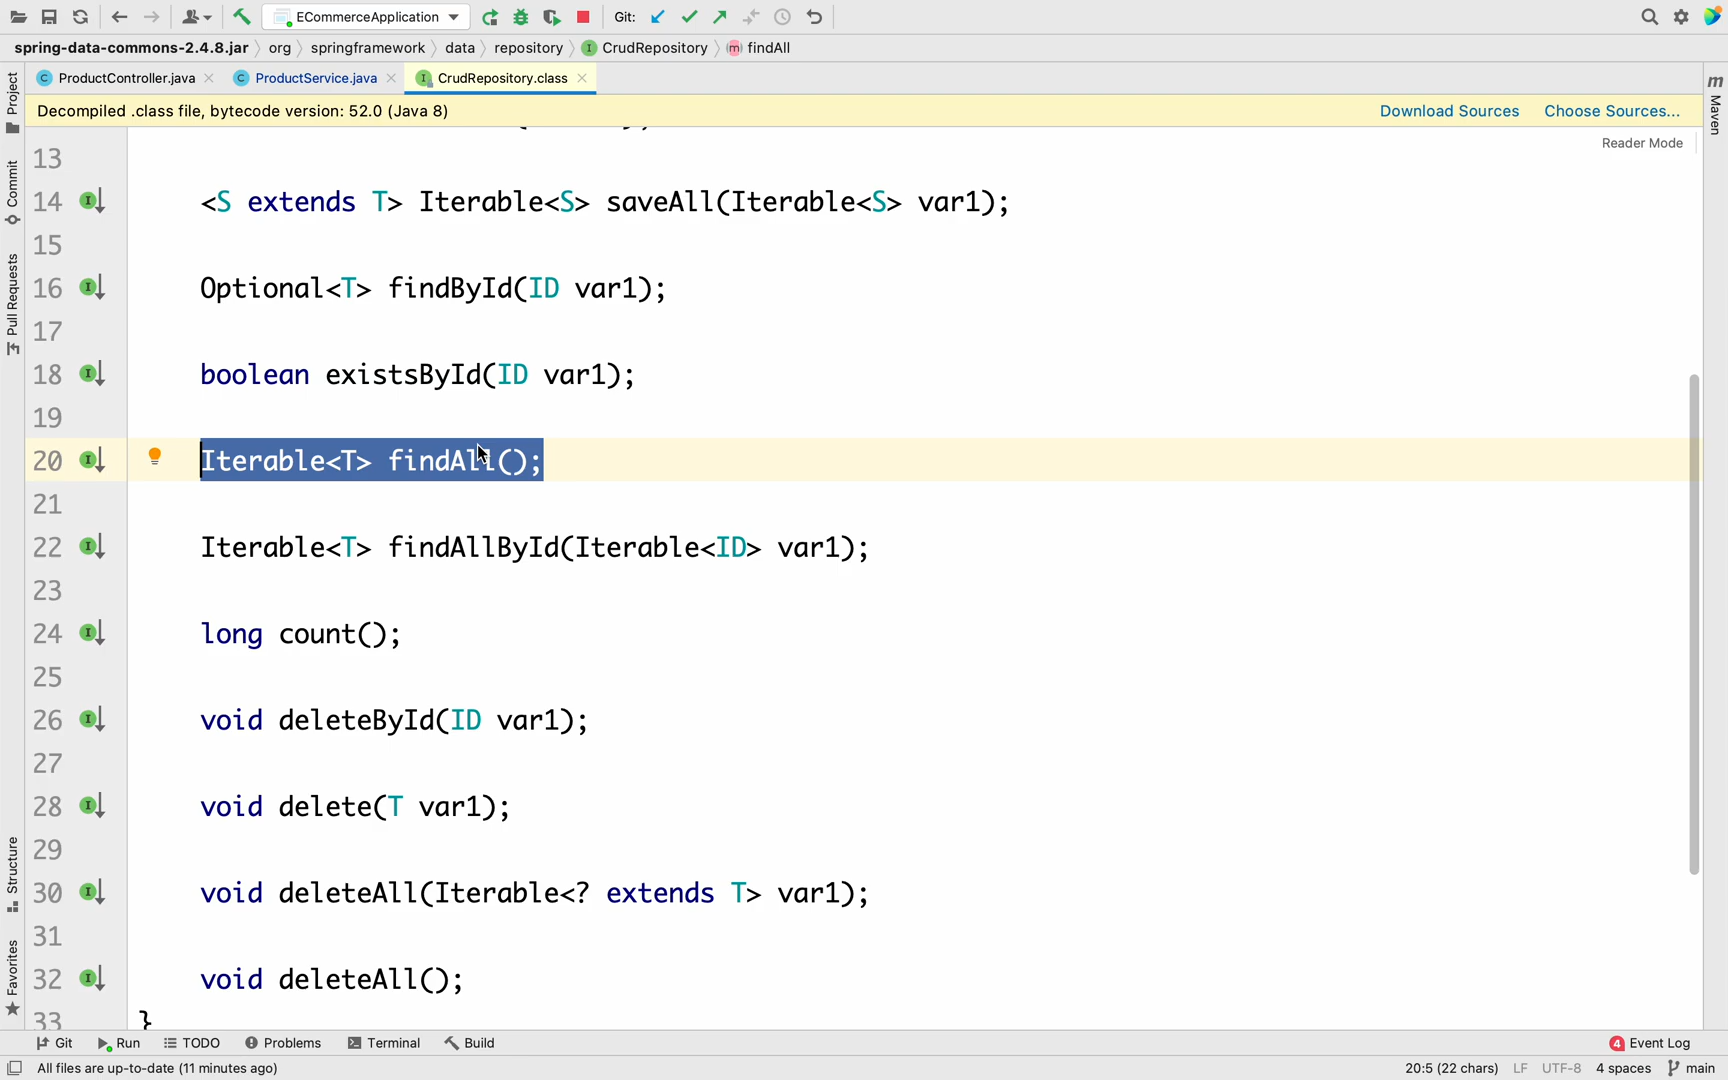 ECommerceApplication Git:
spring-data-commons-2.4.8.jar org springframework data repository I CrudRepository m findAll
C ProductController.java C ProductService.java I CrudRepository.class
Decompiled .class file, bytecode version: 52.0 (Java 8) Download Sources Choose Sources...
Reader Mode
13
14 <S extends T> Iterable<S> saveAll(Iterable<S> var1);
15
16 Optional<T> findById(ID var1);
17
18 boolean existsById(ID var1);
19
20 Iterable<T> findAll();
21
22 Iterable<T> findAllById(Iterable<ID> var1);
23
24 long count();
25
26 void deleteById(ID var1);
27
28 void delete(T var1);
29
30 void deleteAll(Iterable<? extends T> var1);
31
32 void deleteAll();
33 }
Project
Commit
Pull Requests
Structure
Favorites
m Maven
Git Run TODO Problems Terminal Build 4 Event Log
All files are up-to-date (11 minutes ago) 20:5 (22 chars) LF UTF-8 4 spaces main